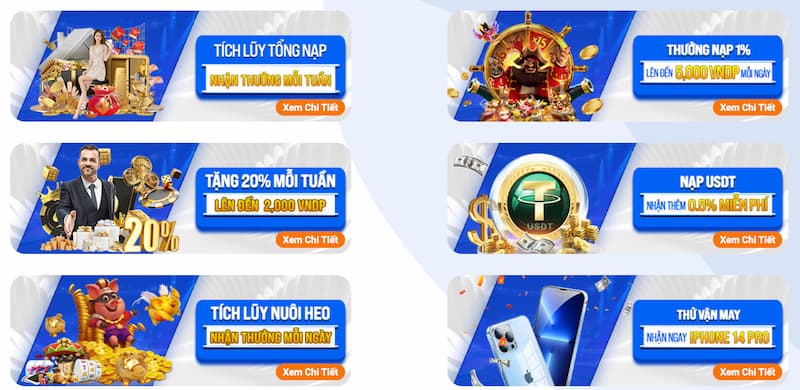 TÍCH LŨY TỔNG NẠP
NHẬN THƯỞNG MỖI TUẦN
Xem Chi Tiết
x15
THƯỞNG NẠP 1%
LÊN ĐẾN 5,000 VNDP MỖI NGÀY
Xem Chi Tiết
20%
TẶNG 20% MỖI TUẦN
LÊN ĐẾN 2,000 VNDP
Xem Chi Tiết
USDT
NẠP USDT
NHẬN THÊM 0.6% MIỄN PHÍ
Xem Chi Tiết
TÍCH LŨY NUÔI HEO
NHẬN THƯỞNG MỖI NGÀY
Xem Chi Tiết
THỬ VẬN MAY
NHẬN NGAY IPHONE 14 PRO
Xem Chi Tiết